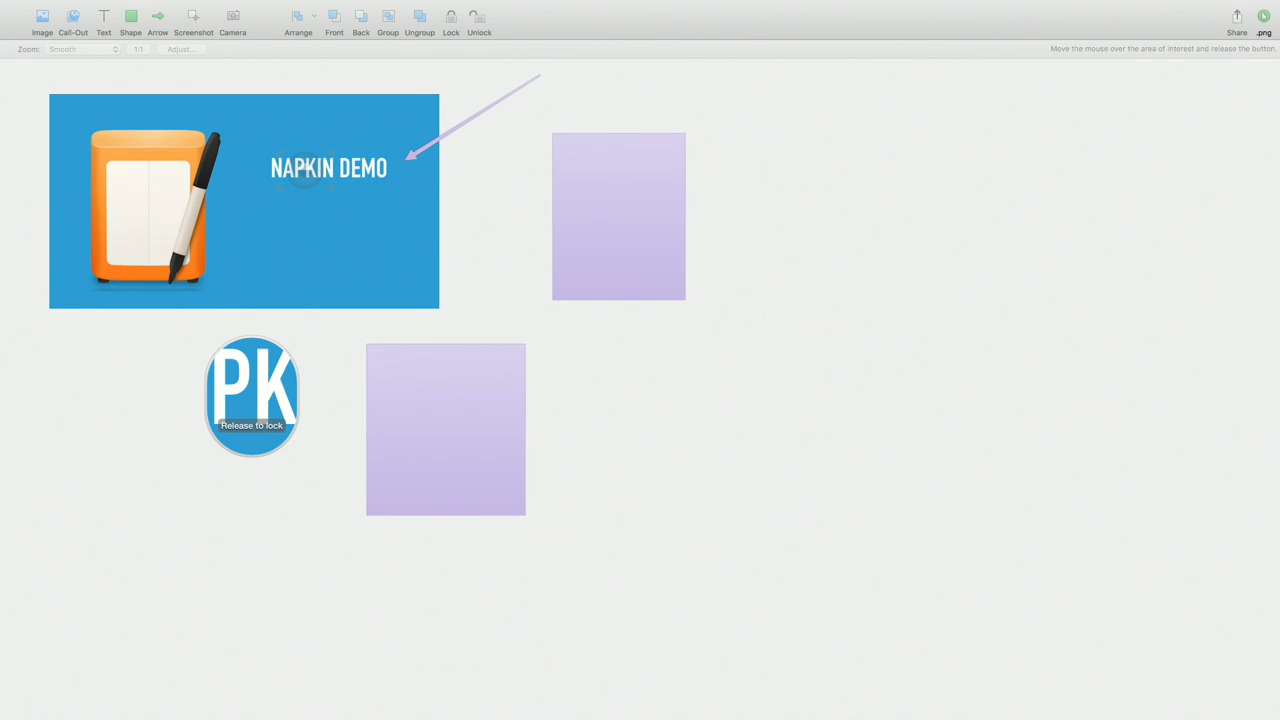 Image Call-Out Text Shape Arrow Screenshot Camera Arrange Front Back Group Ungroup Lock Unlock Share .png
Zoom: Smooth 1:1 Adjust... Move the mouse over the area of interest and release the button.
NAPKIN DEMO
PK
Release to lock